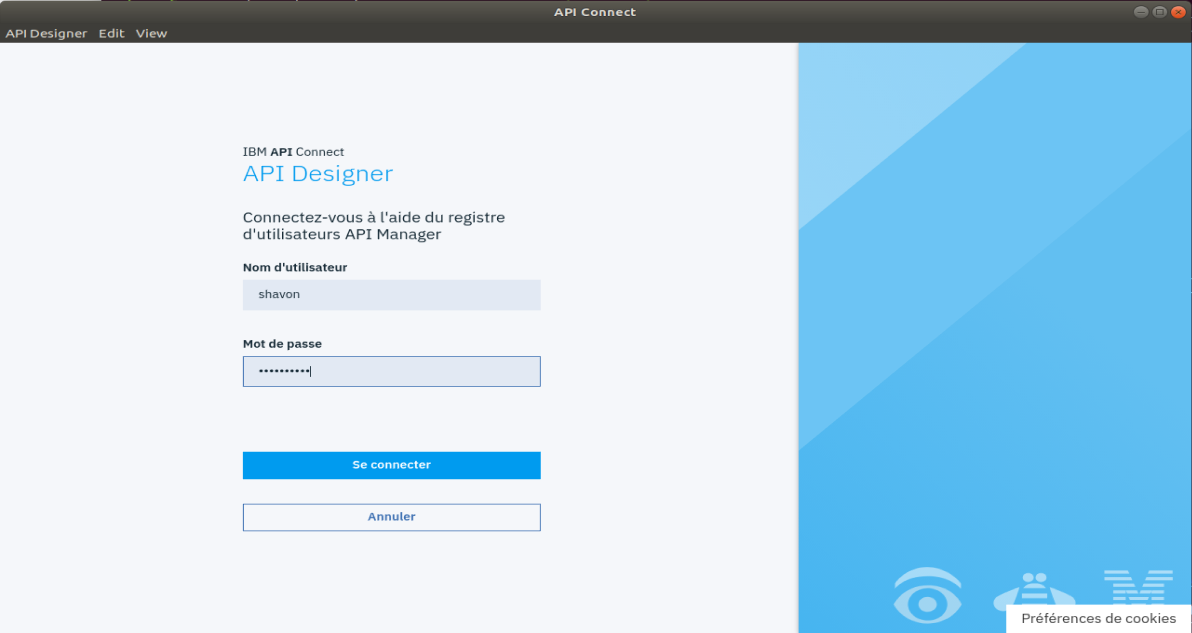 API Connect
API Designer Edit View
IBM API Connect
API Designer
Connectez-vous à l'aide du registre
d'utilisateurs API Manager
Nom d'utilisateur
shavon
Mot de passe
••••••••••
Se connecter
Annuler
Préférences de cookies